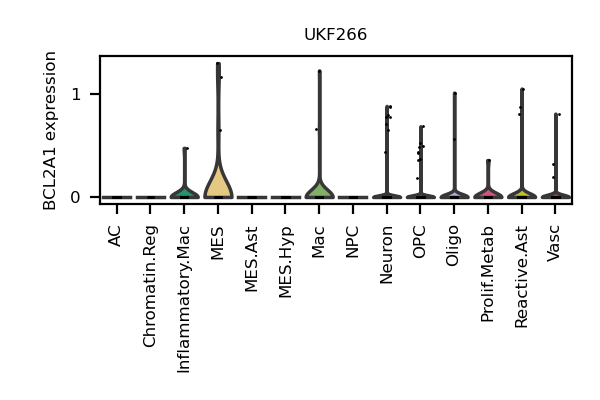 UKF266
BCL2A1 expression
1
0
AC
Chromatin.Reg
Inflammatory.Mac
MES
MES.Ast
MES.Hyp
Mac
NPC
Neuron
OPC
Oligo
Prolif.Metab
Reactive.Ast
Vasc